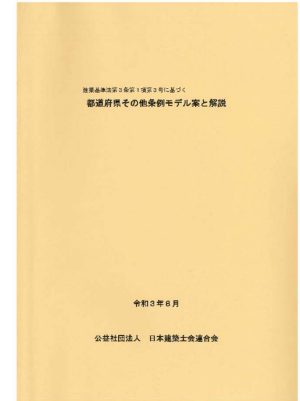 建築基準法第3条第1項第3号に基づく
都道府県その他条例モデル案と解説
令和3年6月
公益社団法人 日本建築士会連合会